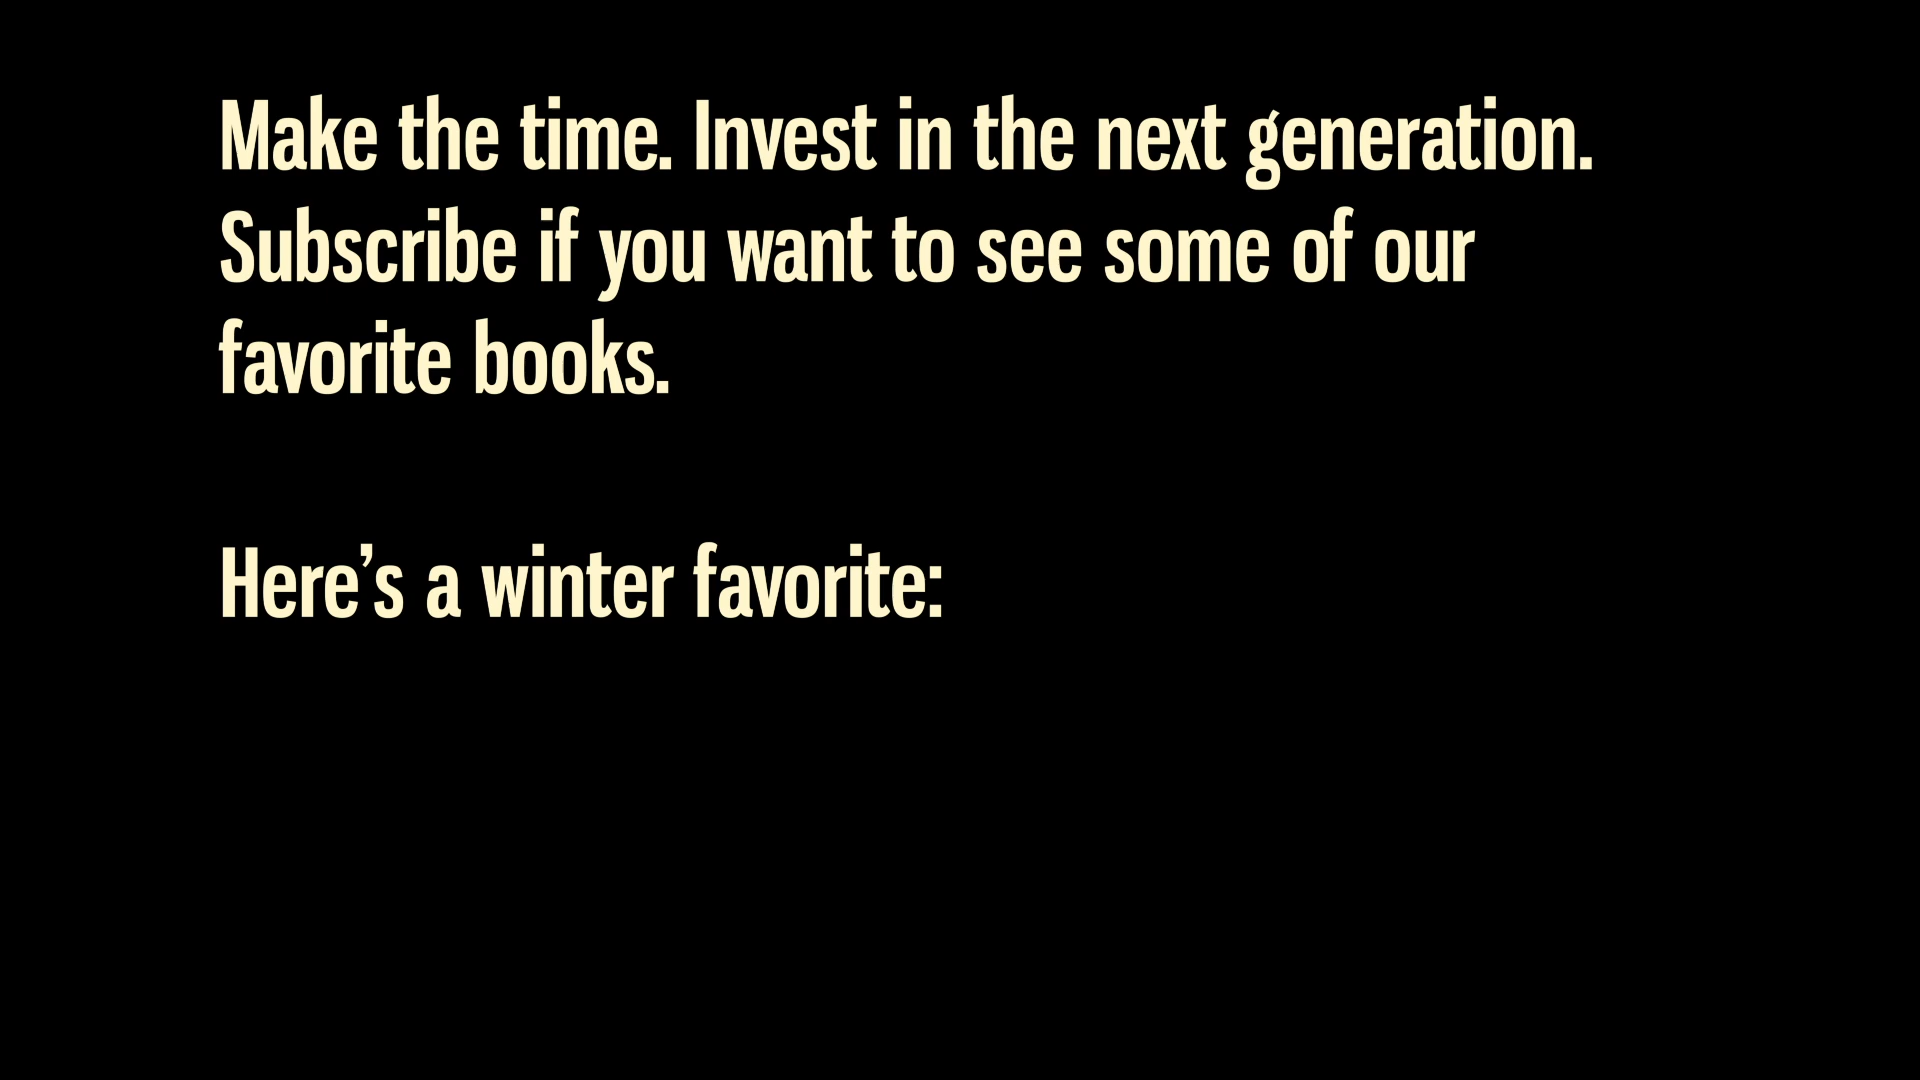 Make the time. Invest in the next generation.
Subscribe if you want to see some of our
favorite books.
Here’s a winter favorite: